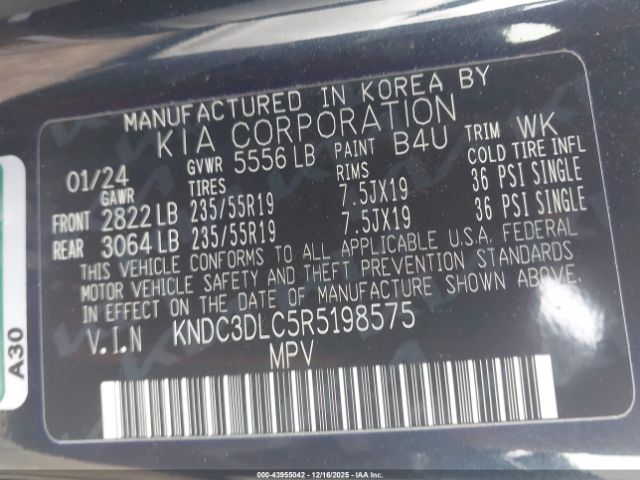 MANUFACTURED IN KOREA BY
KIA CORPORATION
01/24 GVWR 5556 LB PAINT B4U TRIM WK
GAWR TIRES RIMS COLD TIRE INFL
FRONT 2822 LB 235/55R19 7.5JX19 36 PSI SINGLE
REAR 3064 LB 235/55R19 7.5JX19 36 PSI SINGLE
THIS VEHICLE CONFORMS TO ALL APPLICABLE U.S.A. FEDERAL
MOTOR VEHICLE SAFETY AND THEFT PREVENTION STANDARDS
IN EFFECT ON THE DATE OF MANUFACTURE SHOWN ABOVE.
V.I.N KNDC3DLC5R5198575
MPV
A30
000-43955042 - 12/16/2025 - IAAI.COM